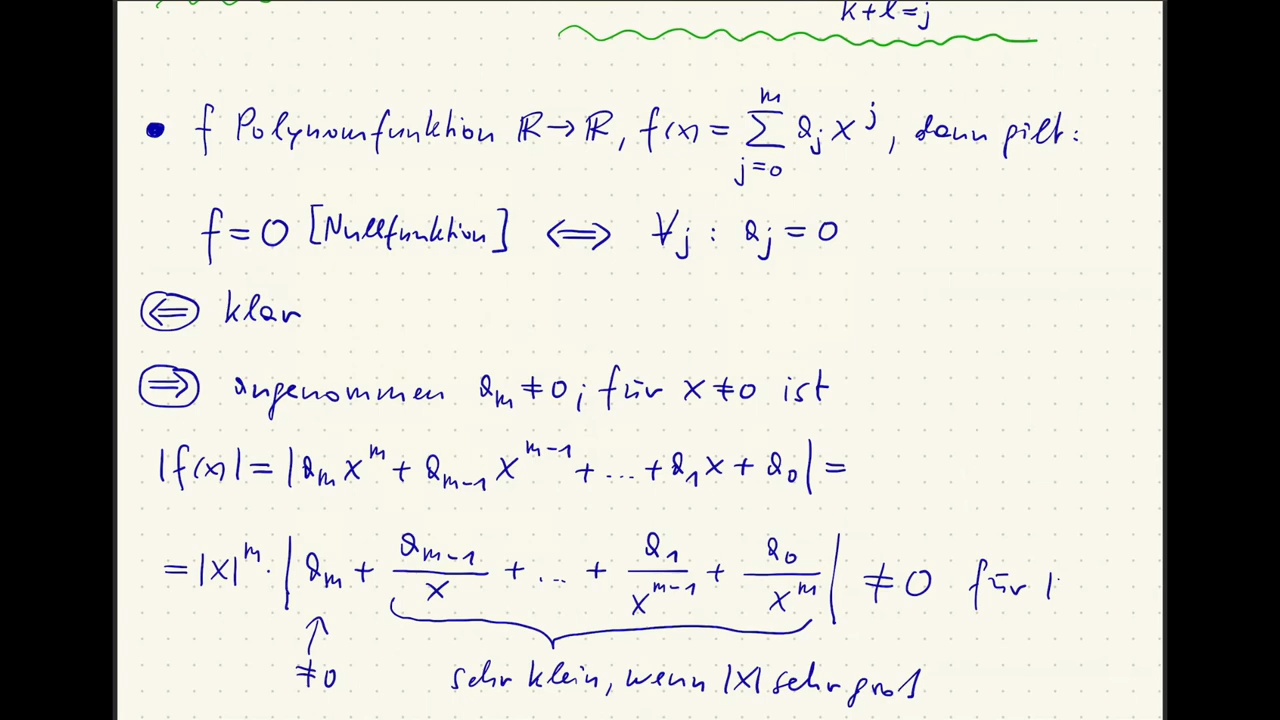 k+l=j
• f Polynomfunktion ℝ→ℝ, f(x) = ∑_{j=0}^{m} a_j x^j, dann gilt:
f=0 [Nullfunktion] ⟺ ∀j : a_j = 0
⟸ klar
⟹ angenommen a_m ≠ 0; für x≠0 ist
|f(x)| = |a_m x^m + a_{m-1} x^{m-1} + ... + a_1 x + a_0| =
= |x|^m · |a_m + a_{m-1}/x + ... + a_1/x^{m-1} + a_0/x^m| ≠ 0 für |
↑
≠0 sehr klein, wenn |x| sehr groß